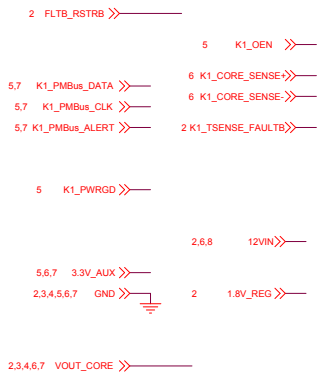 2 FLTB_RSTRB
5 K1_OEN
6 K1_CORE_SENSE+
5,7 K1_PMBus_DATA
6 K1_CORE_SENSE-
5,7 K1_PMBus_CLK
5,7 K1_PMBus_ALERT
2 K1_TSENSE_FAULTB
5 K1_PWRGD
2,6,8 12VIN
5,6,7 3.3V_AUX
2,3,4,5,6,7 GND
2 1.8V_REG
2,3,4,6,7 VOUT_CORE